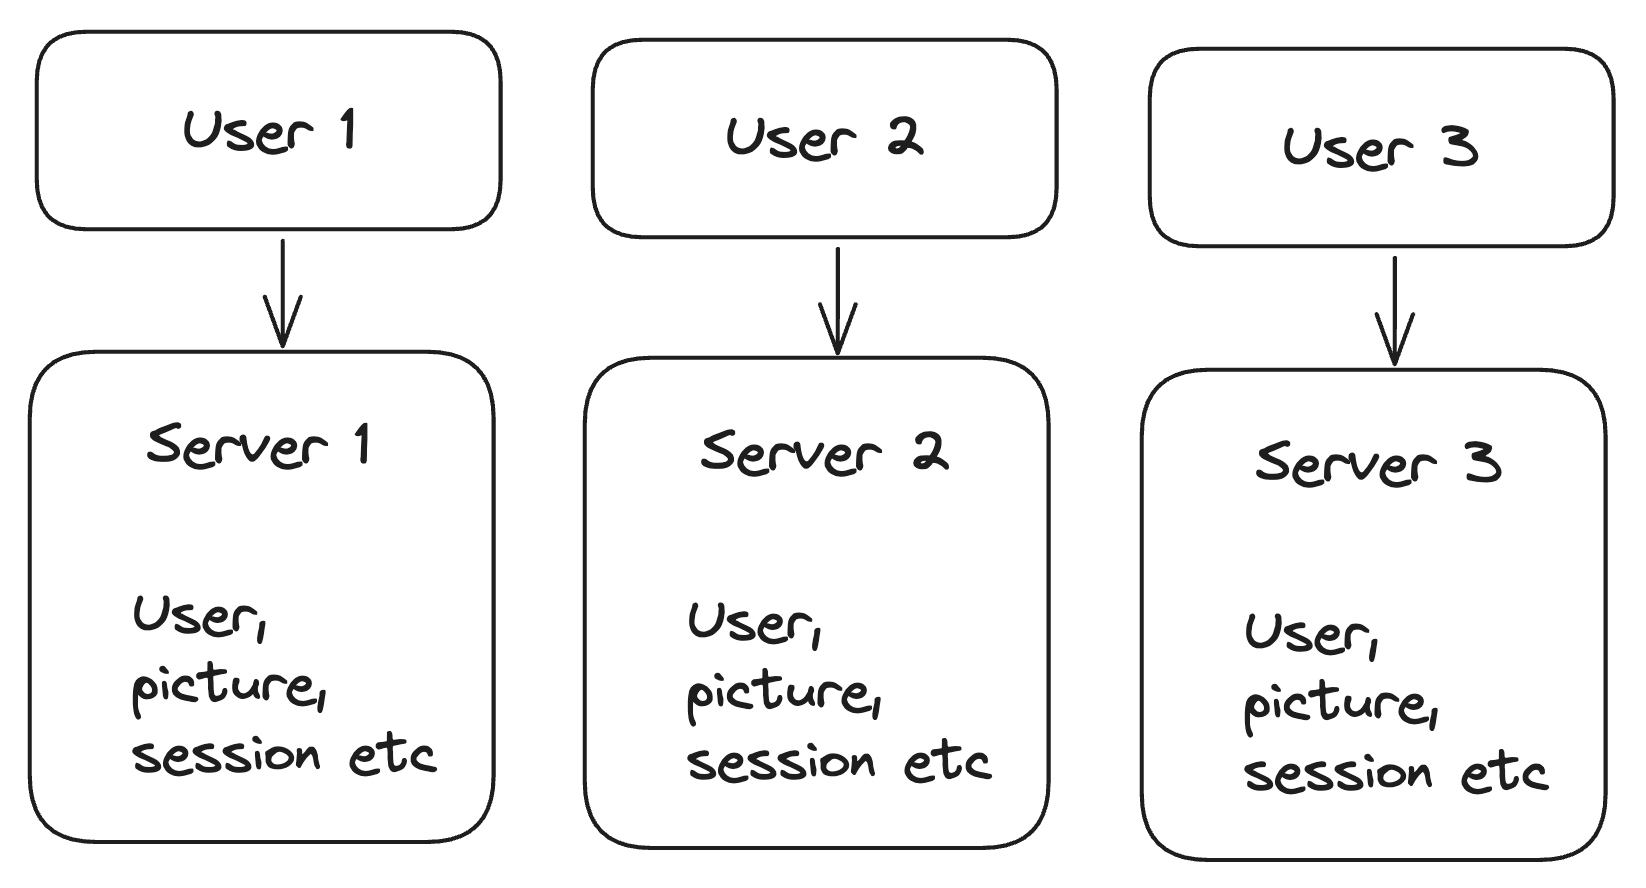 User 1
User 2
User 3
Server 1
User,
picture,
session etc
Server 2
User,
picture,
session etc
Server 3
User,
picture,
session etc